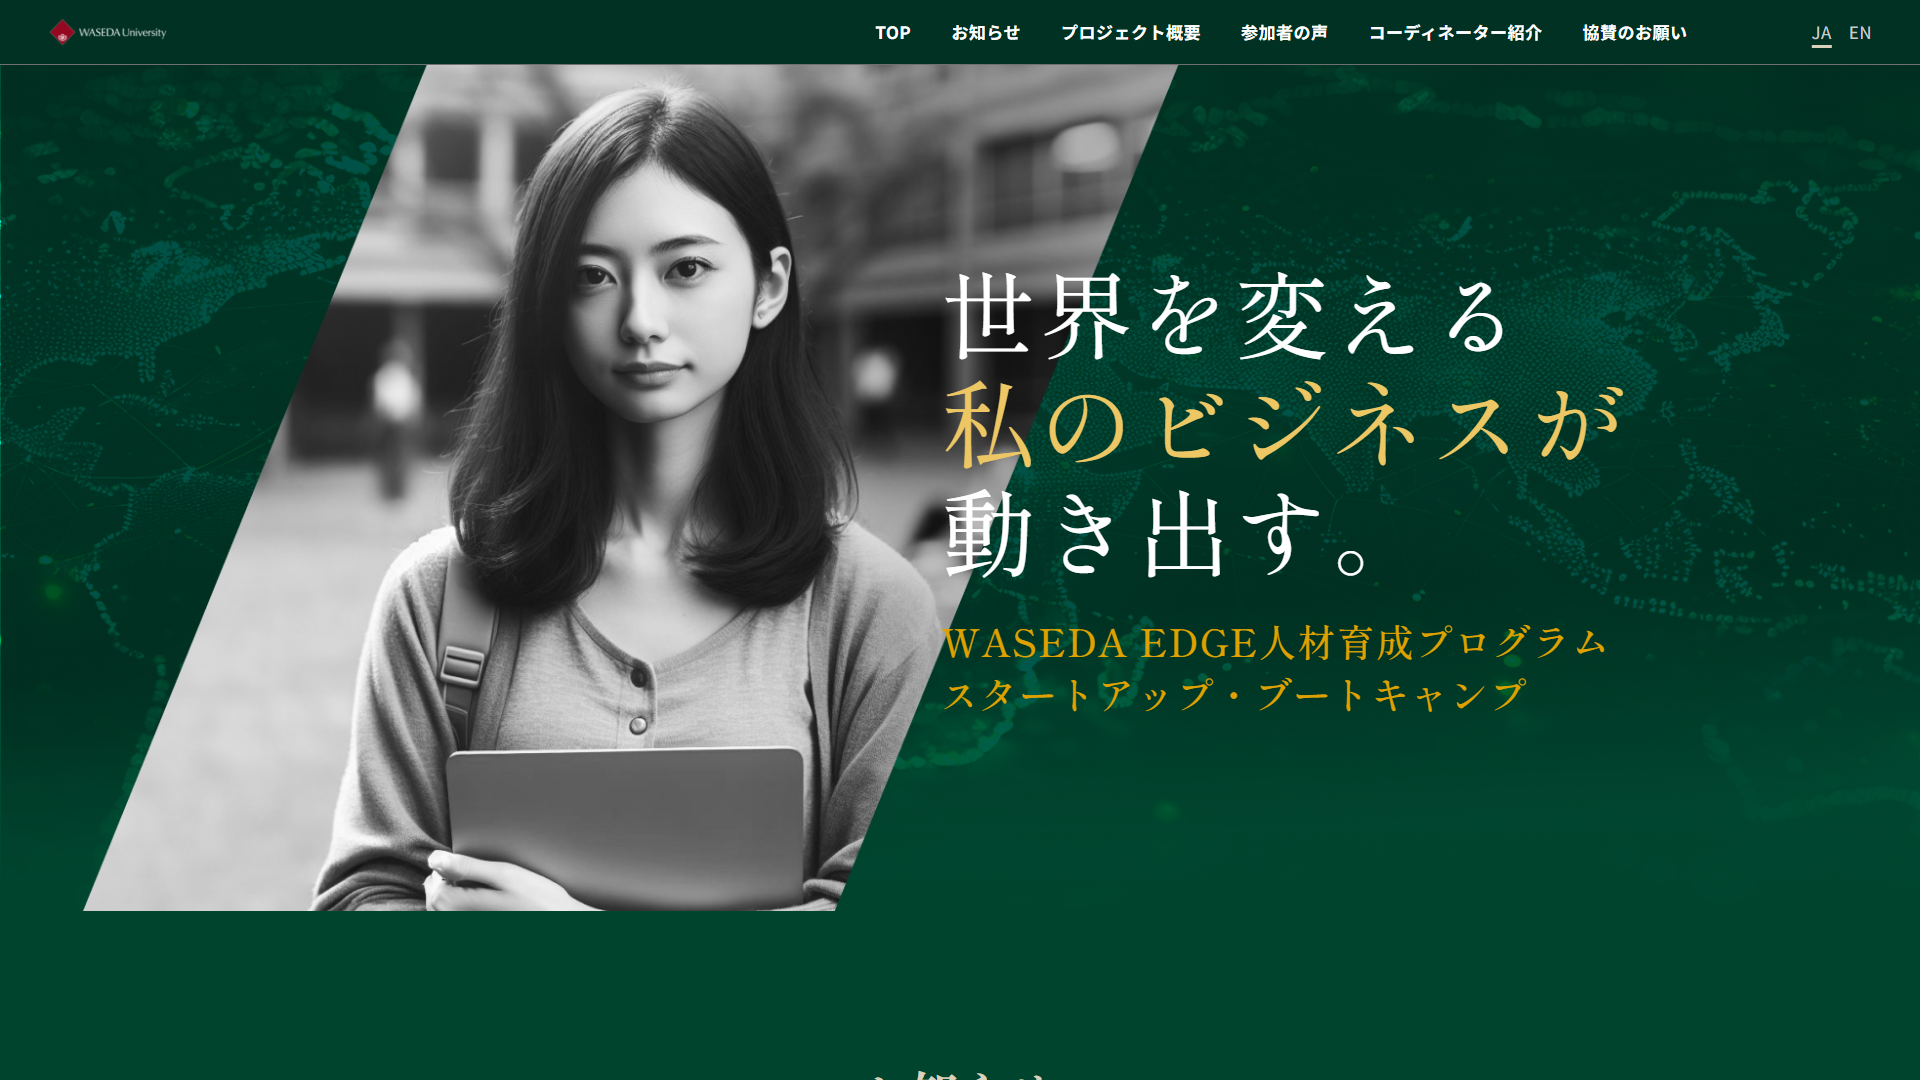 WASEDA University
TOP
お知らせ
プロジェクト概要
参加者の声
コーディネーター紹介
協賛のお願い
JA
EN
世界を変える
私のビジネスが
動き出す。
WASEDA EDGE人材育成プログラム
スタートアップ・ブートキャンプ